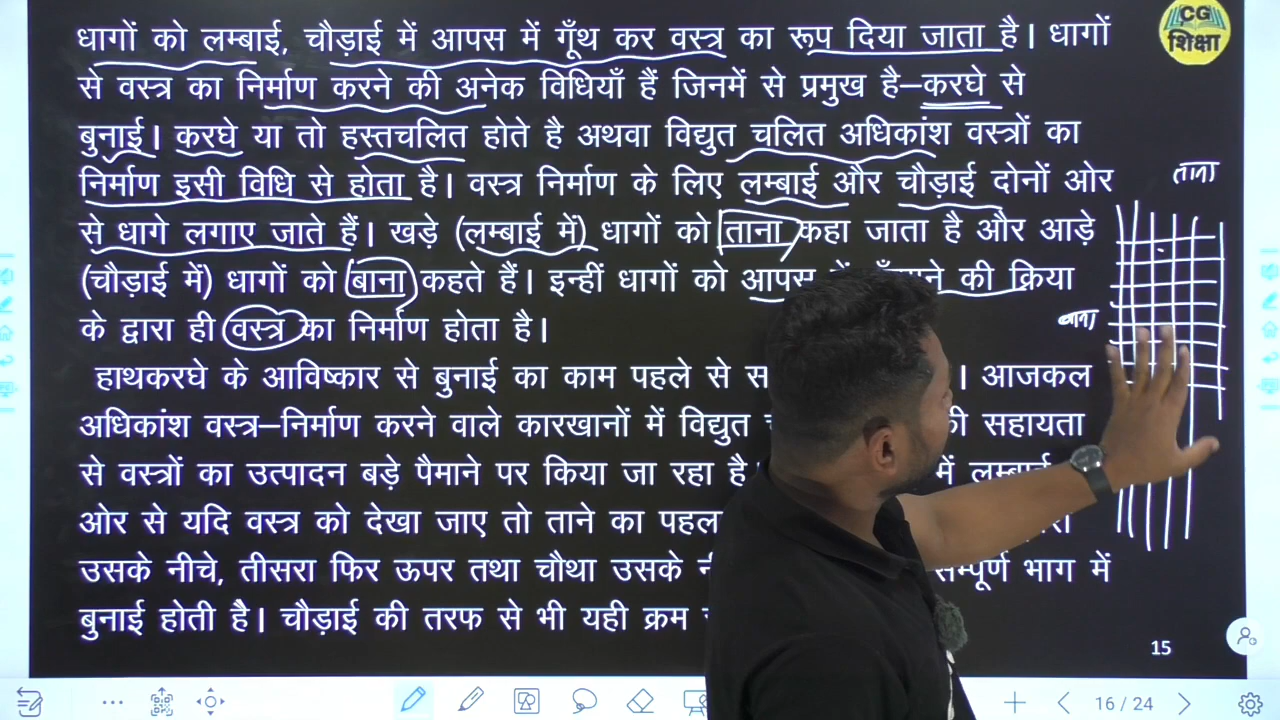 CG
शिक्षा
धागों को लम्बाई, चौड़ाई में आपस में गूँथ कर वस्त्र का रूप दिया जाता है। धागों
से वस्त्र का निर्माण करने की अनेक विधियाँ हैं जिनमें से प्रमुख है–करघे से
बुनाई। करघे या तो हस्तचलित होते है अथवा विद्युत चलित अधिकांश वस्त्रों का
निर्माण इसी विधि से होता है। वस्त्र निर्माण के लिए लम्बाई और चौड़ाई दोनों ओर
से धागे लगाए जाते हैं। खड़े (लम्बाई में) धागों को ताना कहा जाता है और आड़े
(चौड़ाई में) धागों को बाना कहते हैं। इन्हीं धागों को आपस की क्रिया
के द्वारा ही वस्त्र का निर्माण होता है।
हाथकरघे के आविष्कार से बुनाई का काम पहले से । आजकल
अधिकांश वस्त्र–निर्माण करने वाले कारखानों में विद्युत की सहायता
से वस्त्रों का उत्पादन बड़े पैमाने पर किया जा रहा है। में लम्बाई
ओर से यदि वस्त्र को देखा जाए तो ताने का
उसके नीचे, तीसरा फिर ऊपर तथा चौथा उसके सम्पूर्ण भाग में
बुनाई होती है। चौड़ाई की तरफ से भी यही क्रम
ताना
बाना
15
16 / 24